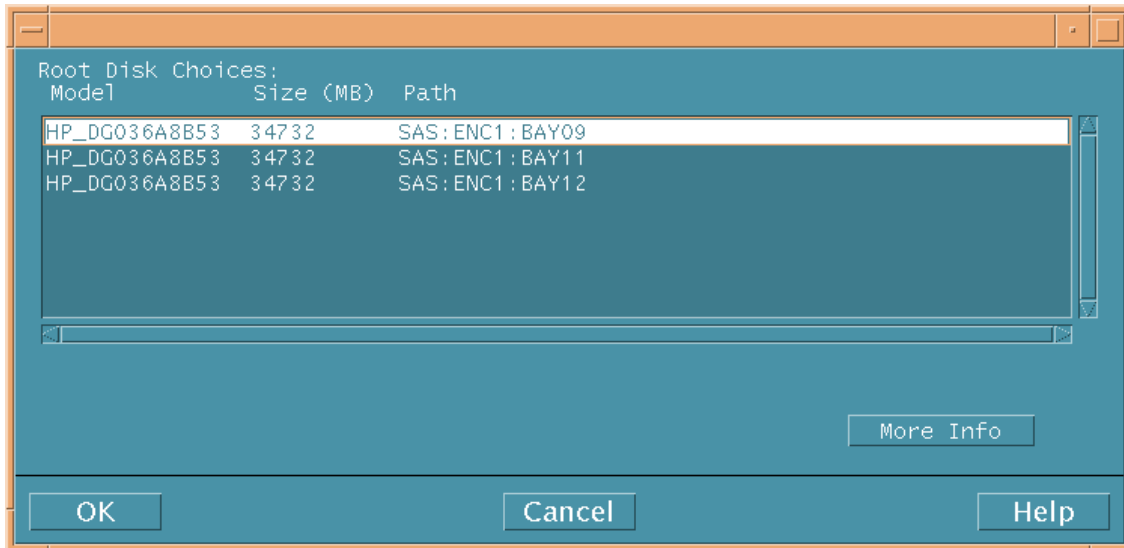 Root Disk Choices:
Model Size (MB) Path
HP_DG036A8B53 34732 SAS:ENC1:BAY09
HP_DG036A8B53 34732 SAS:ENC1:BAY11
HP_DG036A8B53 34732 SAS:ENC1:BAY12
More Info
OK Cancel Help